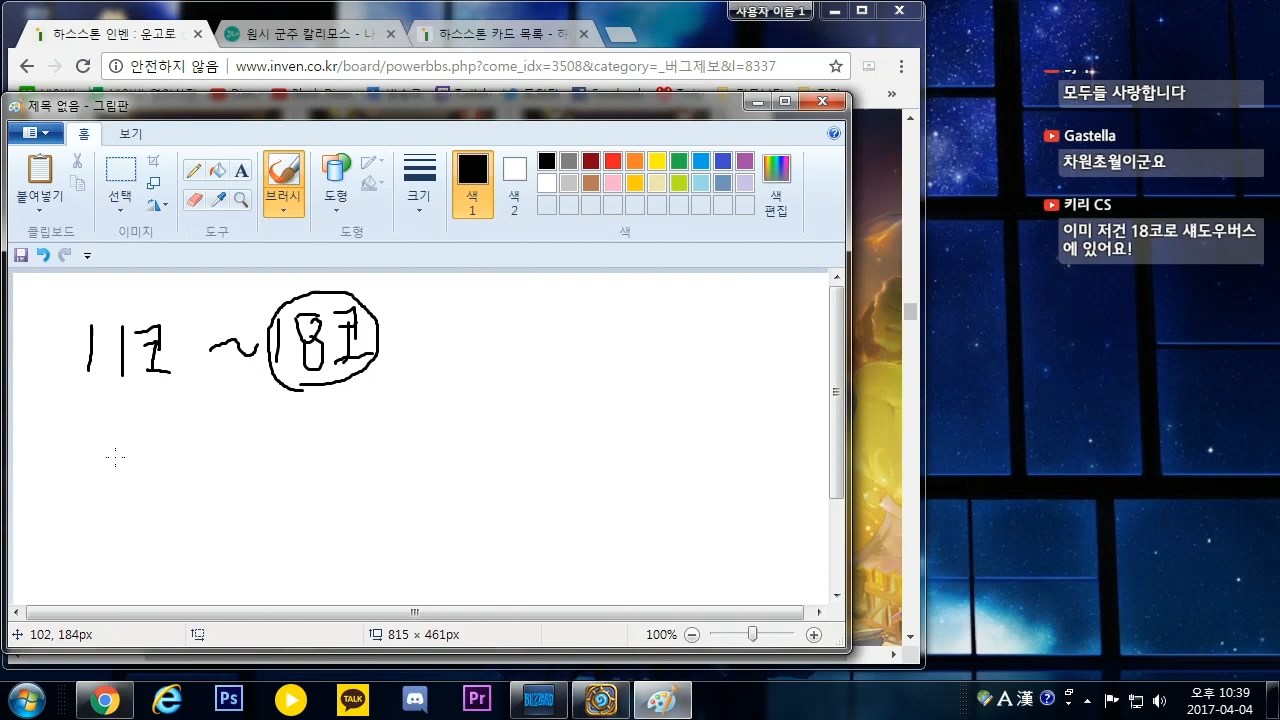 사용자 이름 1
하스스톤 인벤 : 운고로
원시 군주 칼리모스 - 나
하스스톤 카드 목록 - 하
안전하지 않음
www.inven.co.kr/board/powerbbs.php?come_idx=3508&category=_버그제보&l=8337
제목 없음 - 그림판
홈
보기
붙여넣기
선택
브러시
도형
크기
색 1
색 2
색 편집
클립보드
이미지
도구
도형
색
102, 184px
815 × 461px
100%
모두들 사랑합니다
Gastella
차원초월이군요
키리 CS
이미 저건 18코로 섀도우버스
에 있어요!
Ps
TALK
Pr
BLIZZARD
A 漢
오후 10:39
2017-04-04